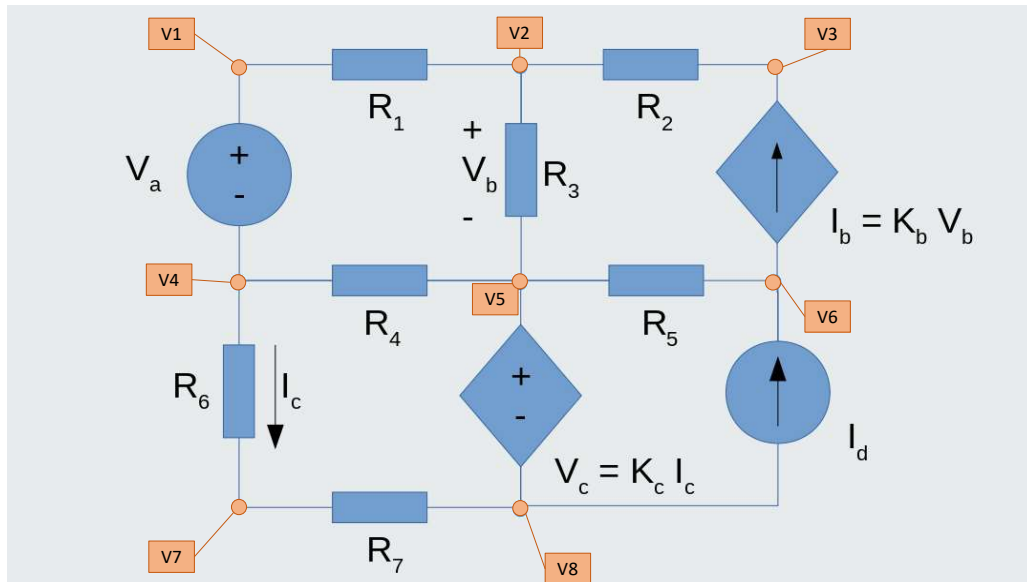 V1
V2
V3
R1
R2
+
Vb
-
R3
Va
+
-
Ib = Kb Vb
V4
V5
V6
R4
R5
R6
Ic
+
-
Id
Vc = Kc Ic
V7
R7
V8